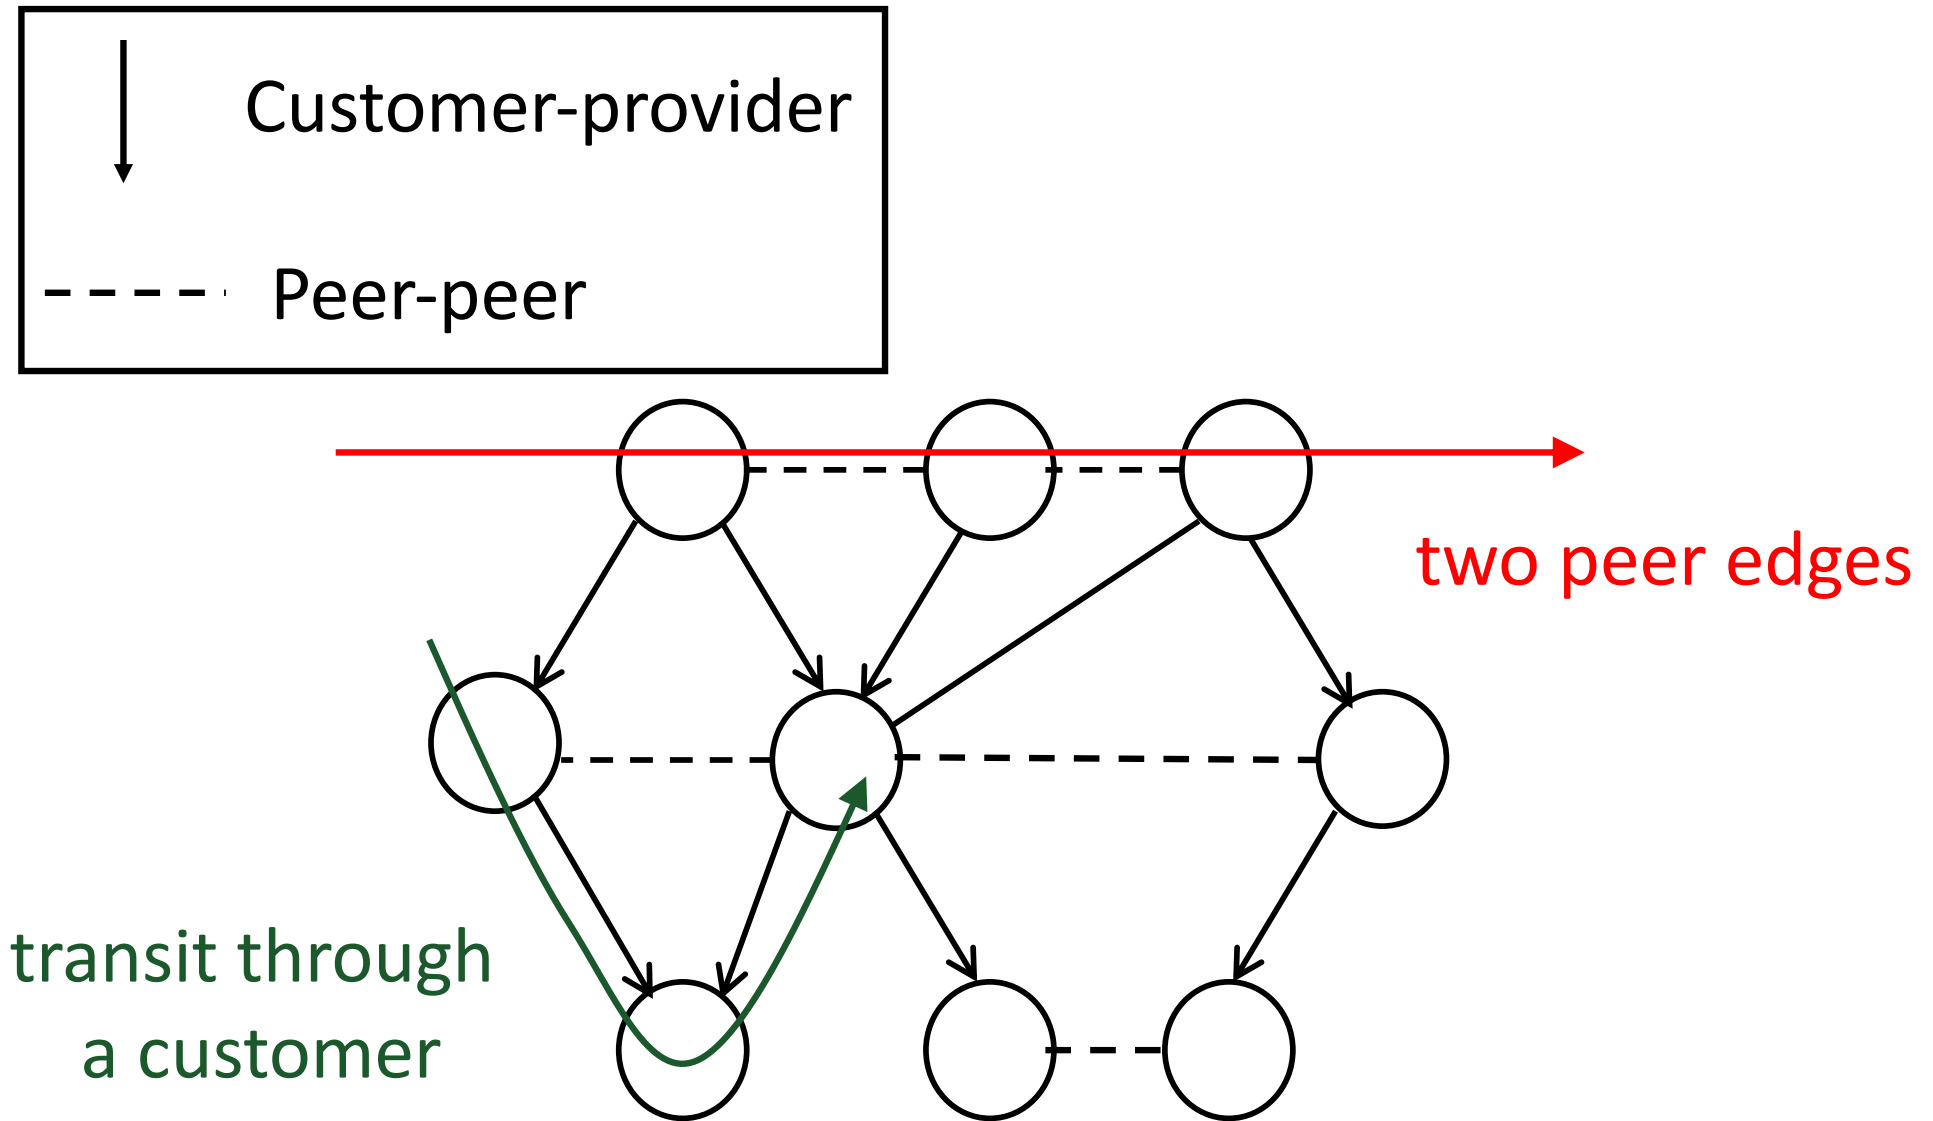 Customer-provider
Peer-peer
two peer edges
transit through
a customer